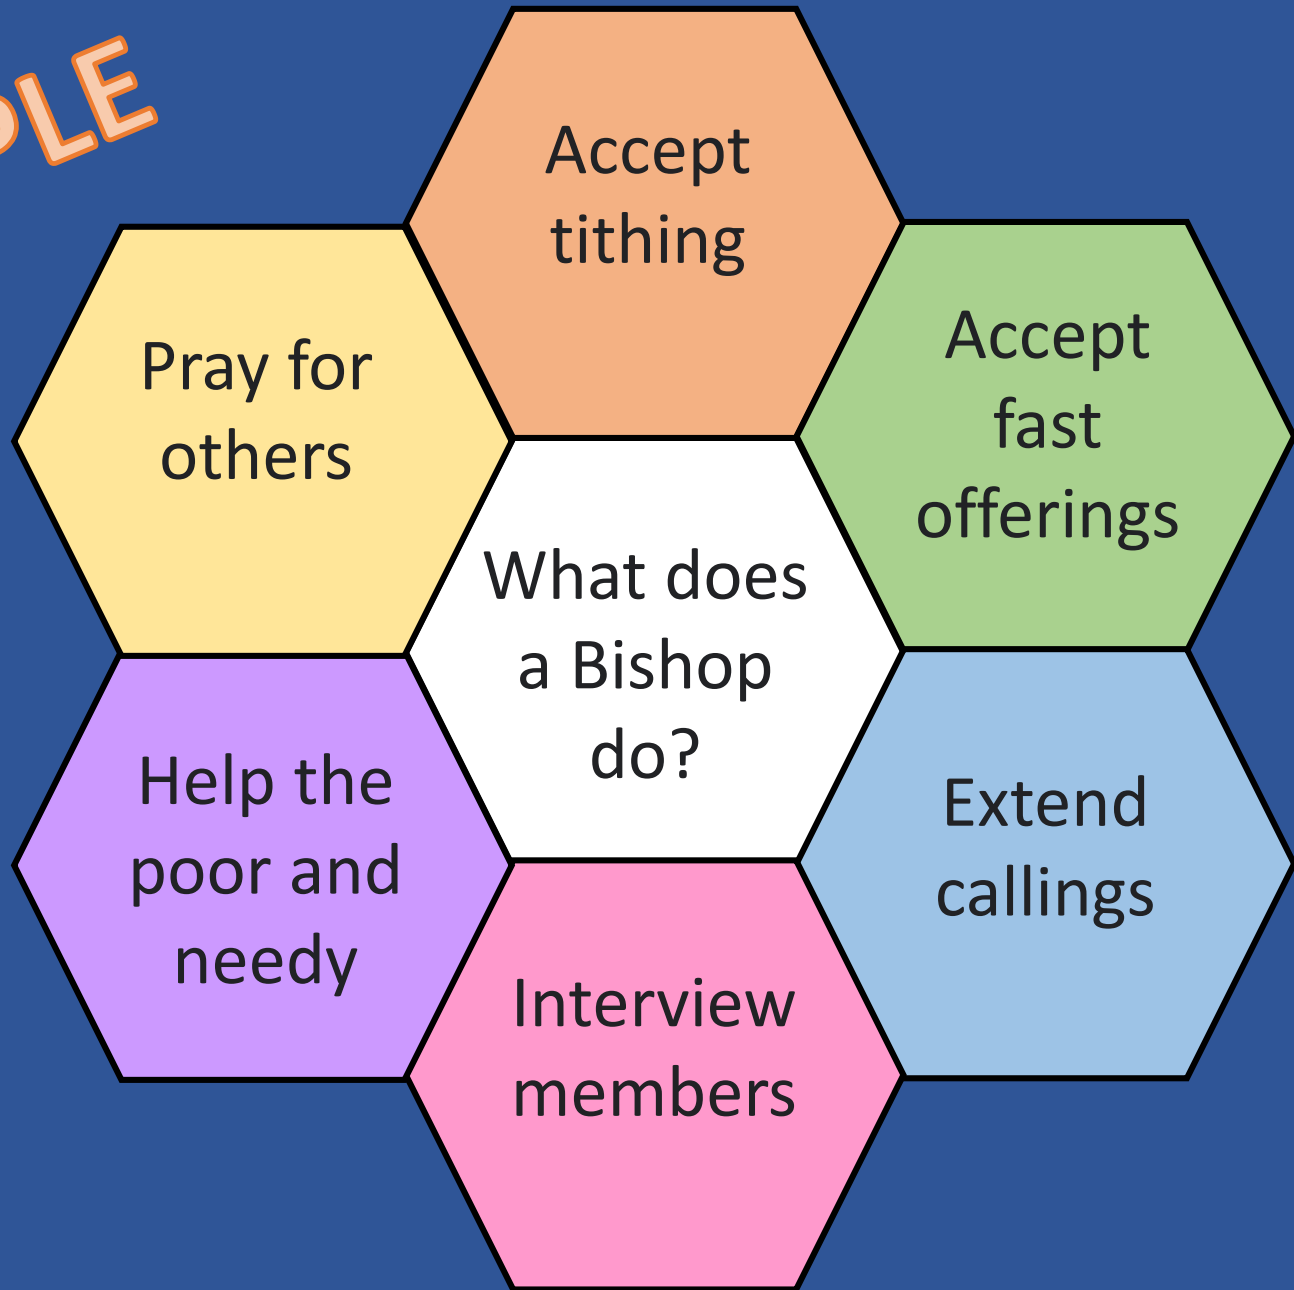 PLE
Accept
tithing
Accept
fast
offerings
Pray for
others
What does
a Bishop
do?
Help the
poor and
needy
Extend
callings
Interview
members